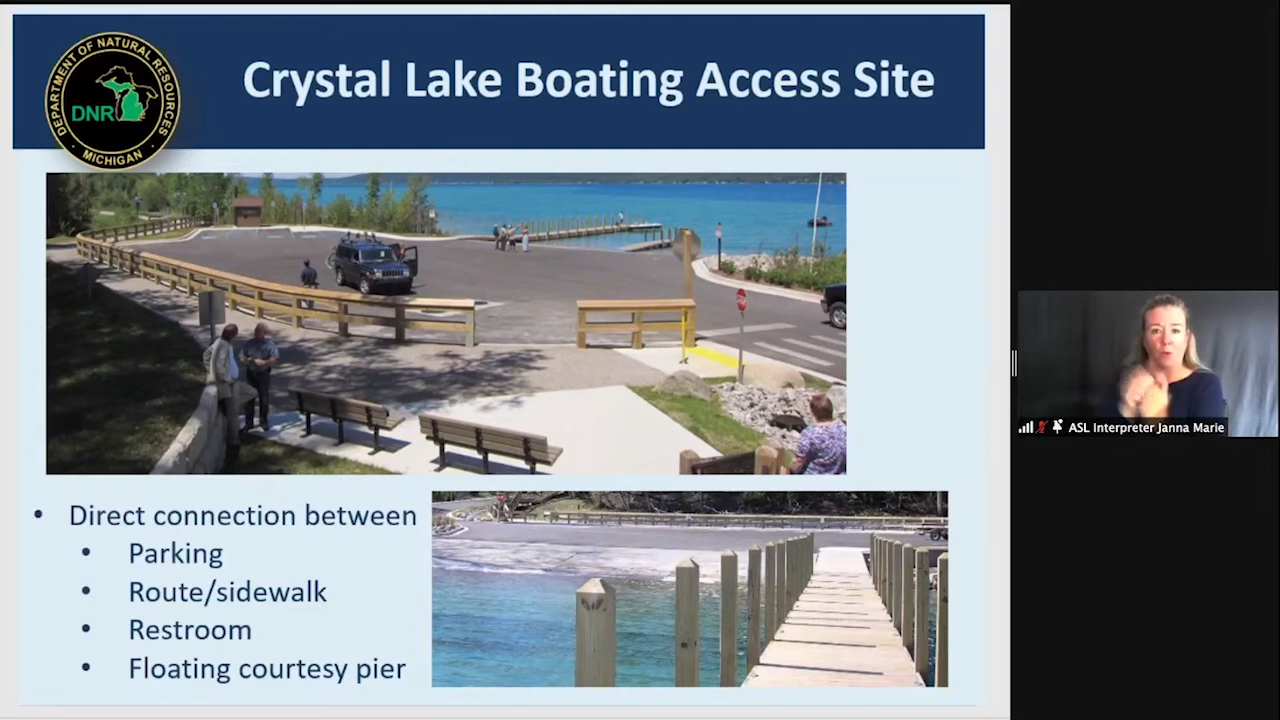 DEPARTMENT OF NATURAL RESOURCES
DNR
• MICHIGAN •
Crystal Lake Boating Access Site
• Direct connection between
• Parking
• Route/sidewalk
• Restroom
• Floating courtesy pier
ASL Interpreter Janna Marie